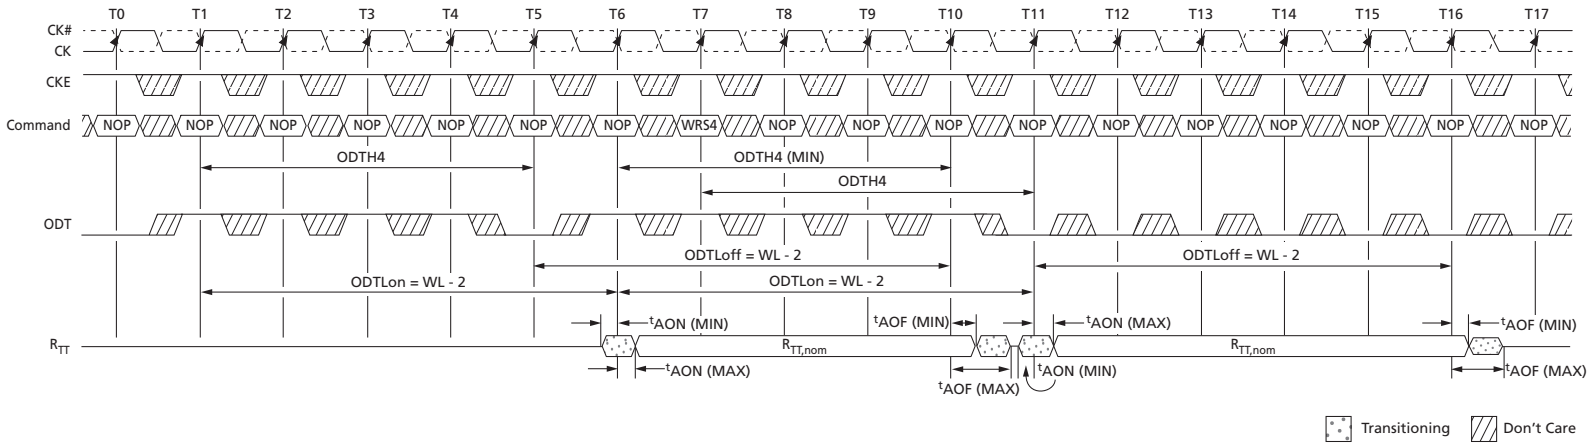 T0 T1 T2 T3 T4 T5 T6 T7 T8 T9 T10 T11 T12 T13 T14 T15 T16 T17
CK#
CK
CKE
Command NOP NOP NOP NOP NOP NOP NOP WRS4 NOP NOP NOP NOP NOP NOP NOP NOP NOP NOP
ODTH4 ODTH4 (MIN)
ODTH4
ODT
ODTLoff = WL - 2 ODTLoff = WL - 2
ODTLon = WL - 2 ODTLon = WL - 2
tAON (MIN) tAOF (MIN) tAON (MAX) tAOF (MIN)
RTT RTT,nom RTT,nom
tAON (MAX) tAON (MIN) tAOF (MAX)
tAOF (MAX)
Transitioning Don't Care